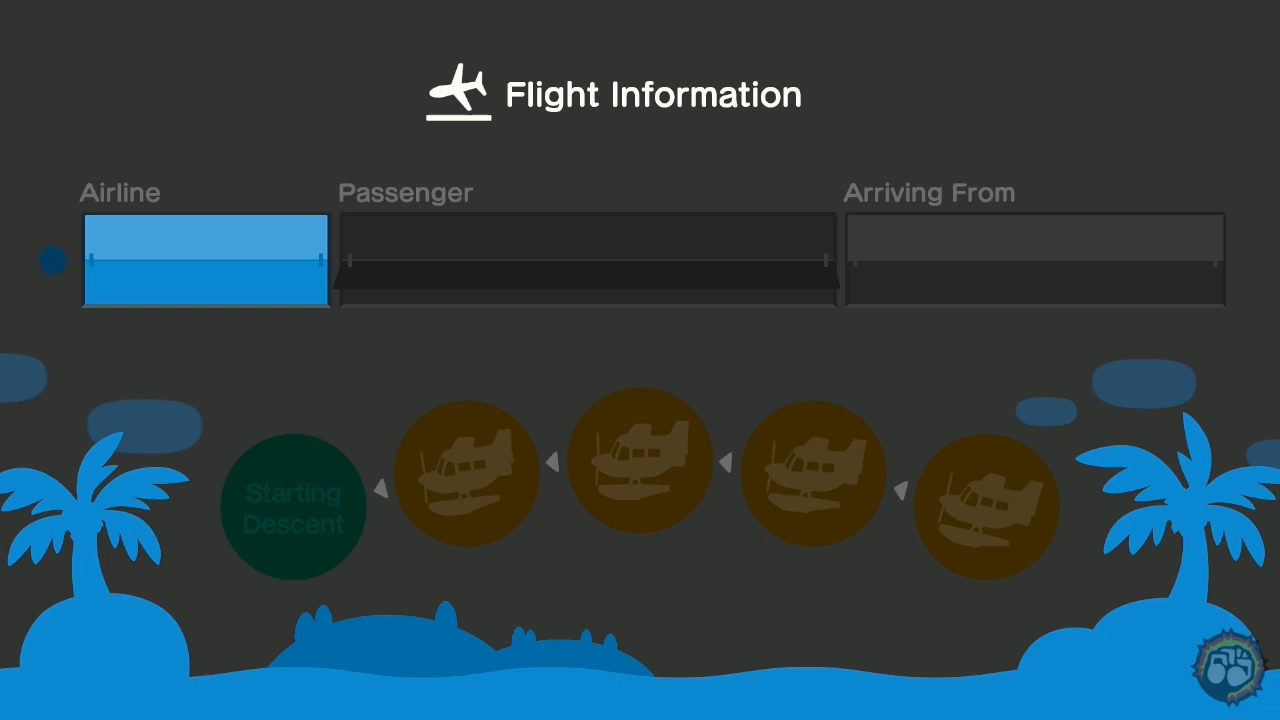 Flight Information
Airline
Passenger
Arriving From
Starting
Descent